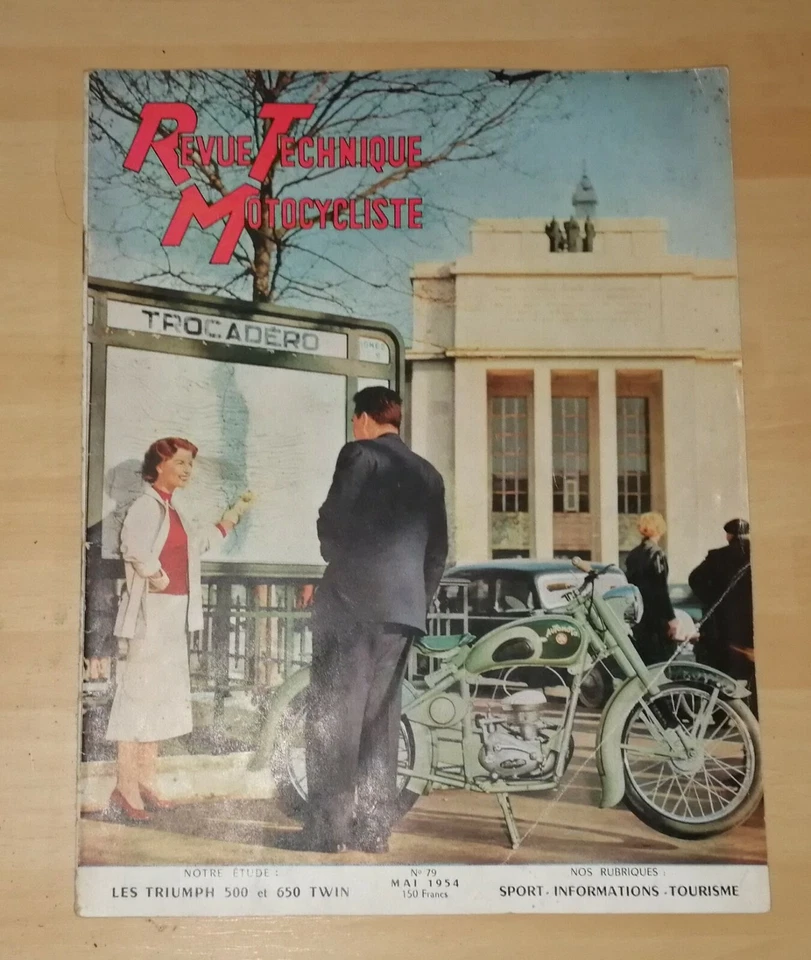 REVUE TECHNIQUE
MOTOCYCLISTE
TROCADÉRO
NOTRE ÉTUDE :
LES TRIUMPH 500 et 650 TWIN
N° 79
MAI 1954
150 Francs
NOS RUBRIQUES :
SPORT - INFORMATIONS - TOURISME